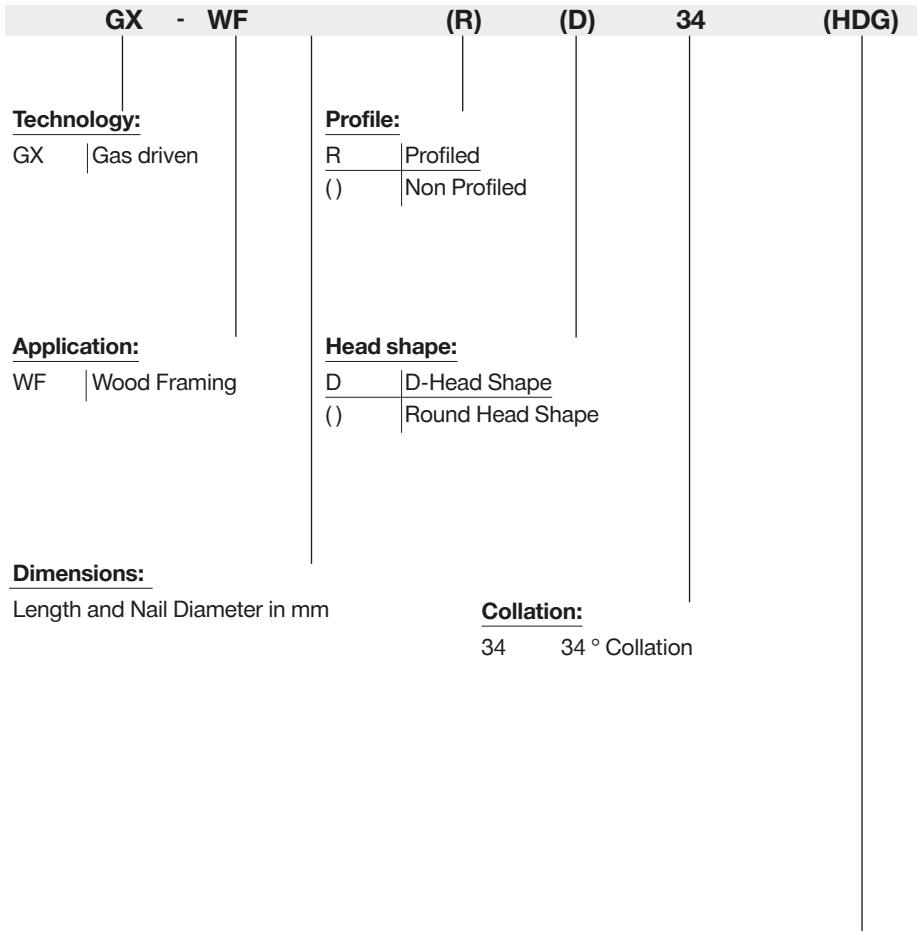 GX - WF (R) (D) 34 (HDG)
Technology:
GX Gas driven
Profile:
R Profiled
() Non Profiled
Application:
WF Wood Framing
Head shape:
D D-Head Shape
() Round Head Shape
Dimensions:
Length and Nail Diameter in mm
Collation:
34 34 ° Collation